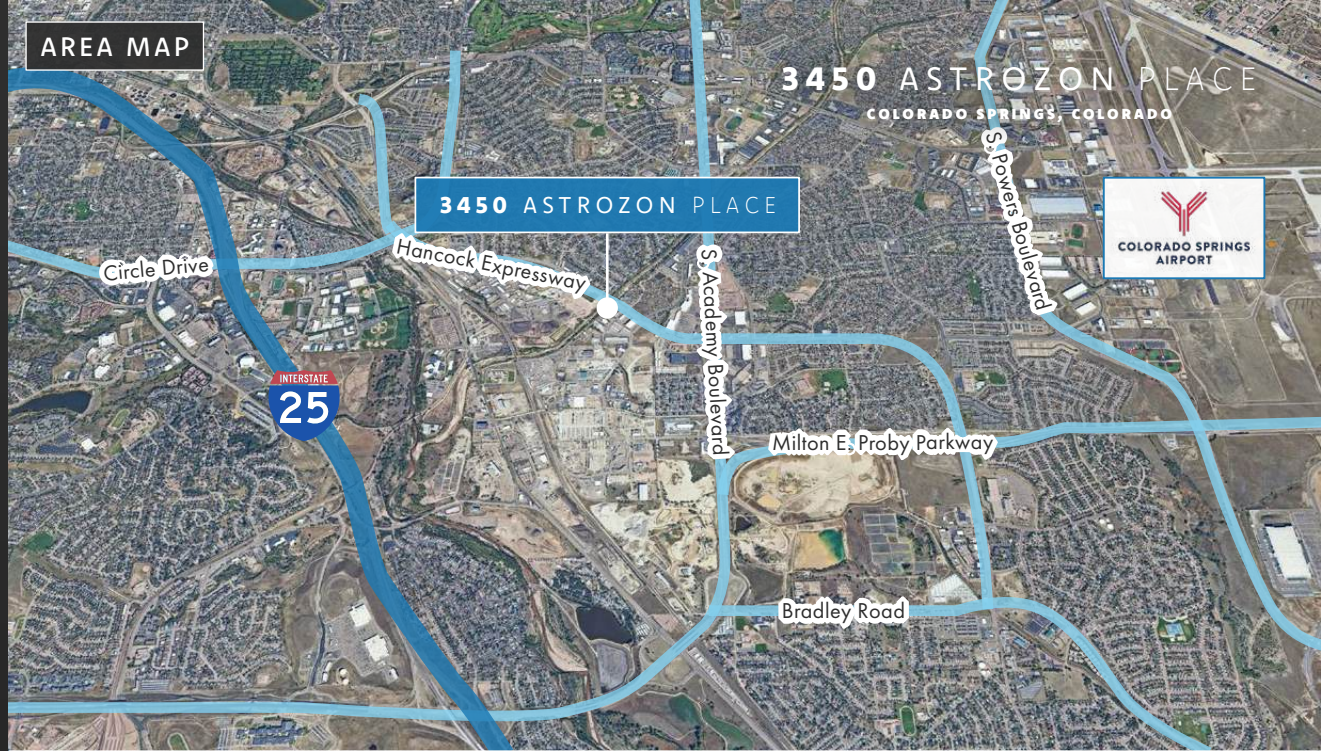 AREA MAP
3450 ASTROZON PLACE
COLORADO SPRINGS, COLORADO
S. Powers Boulevard
3450 ASTROZON PLACE
COLORADO SPRINGS
AIRPORT
Hancock Expressway
Circle Drive
S. Academy Boulevard
INTERSTATE
25
Milton E. Proby Parkway
Bradley Road